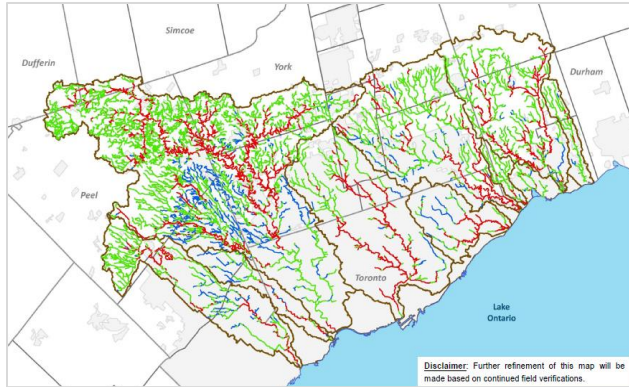 Simcoe
Dufferin
York
Durham
Peel
Toronto
Lake
Ontario
Disclaimer: Further refinement of this map will be
made based on continued field verifications.